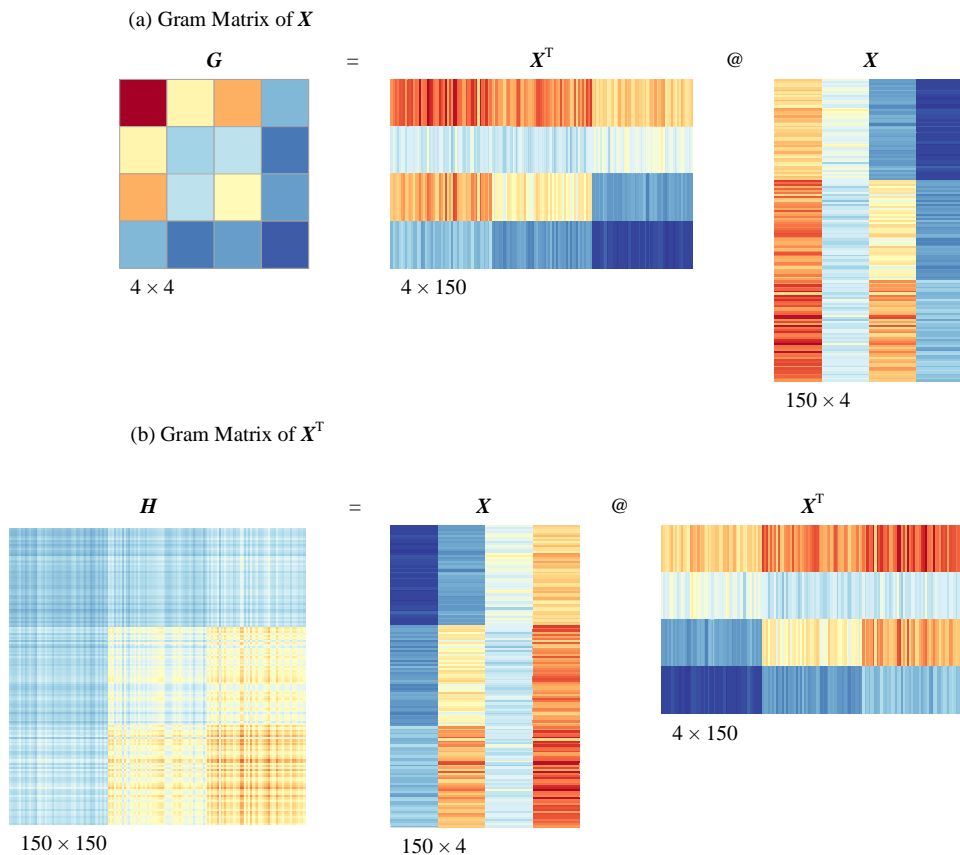 (a) Gram Matrix of X
G = X^T @ X
4 × 4
4 × 150
150 × 4
(b) Gram Matrix of X^T
H = X @ X^T
4 × 150
150 × 150
150 × 4